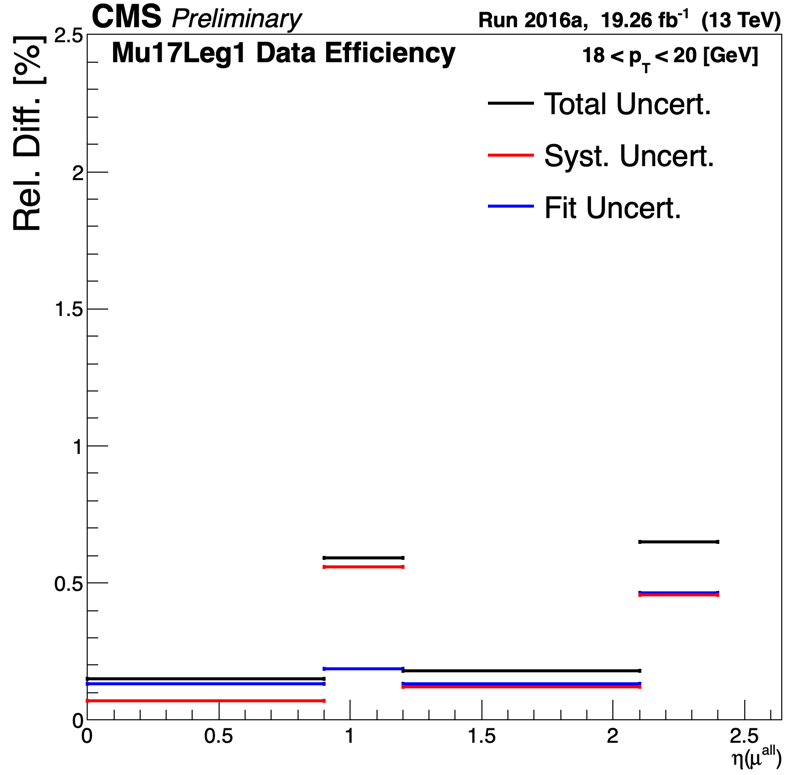 CMS Preliminary Run 2016a, 19.26 fb⁻¹ (13 TeV)
Mu17Leg1 Data Efficiency 18 < p_T < 20 [GeV]
Total Uncert.
Syst. Uncert.
Fit Uncert.
Rel. Diff. [%]
2.5
2
1.5
1
0.5
0
0 0.5 1 1.5 2 2.5
η(μ^all)